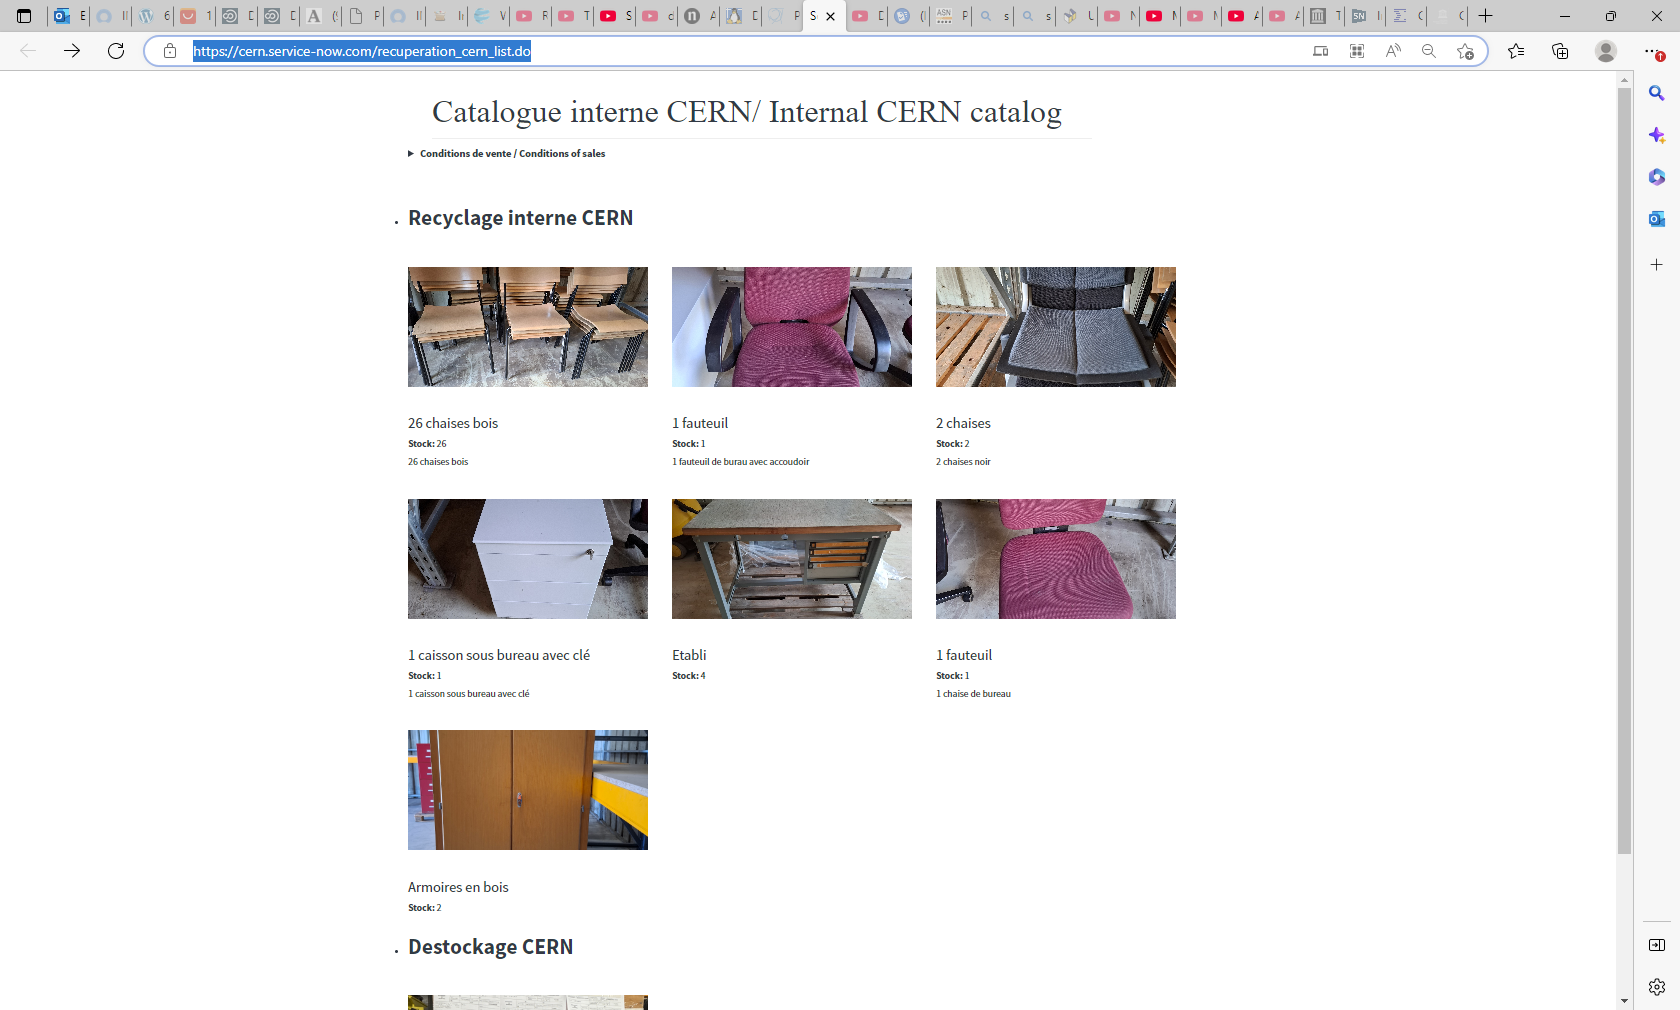 https://cern.service-now.com/recuperation_cern_list.do
Catalogue interne CERN/ Internal CERN catalog
Conditions de vente / Conditions of sales
Recyclage interne CERN
26 chaises bois
Stock: 26
26 chaises bois
1 fauteuil
Stock: 1
1 fauteuil de burau avec accoudoir
2 chaises
Stock: 2
2 chaises noir
1 caisson sous bureau avec clé
Stock: 1
1 caisson sous bureau avec clé
Etabli
Stock: 4
1 fauteuil
Stock: 1
1 chaise de bureau
Armoires en bois
Stock: 2
Destockage CERN